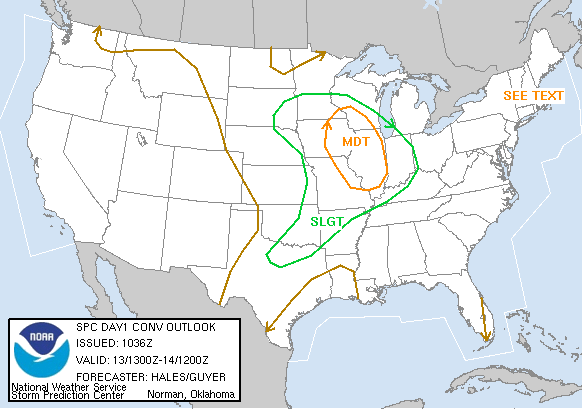 SEE TEXT
MDT
SLGT
SPC DAY1 CONV OUTLOOK
ISSUED: 1036Z
VALID: 13/1300Z-14/1200Z
FORECASTER: HALES/GUYER
NOAA
National Weather Service
Storm Prediction Center Norman, Oklahoma